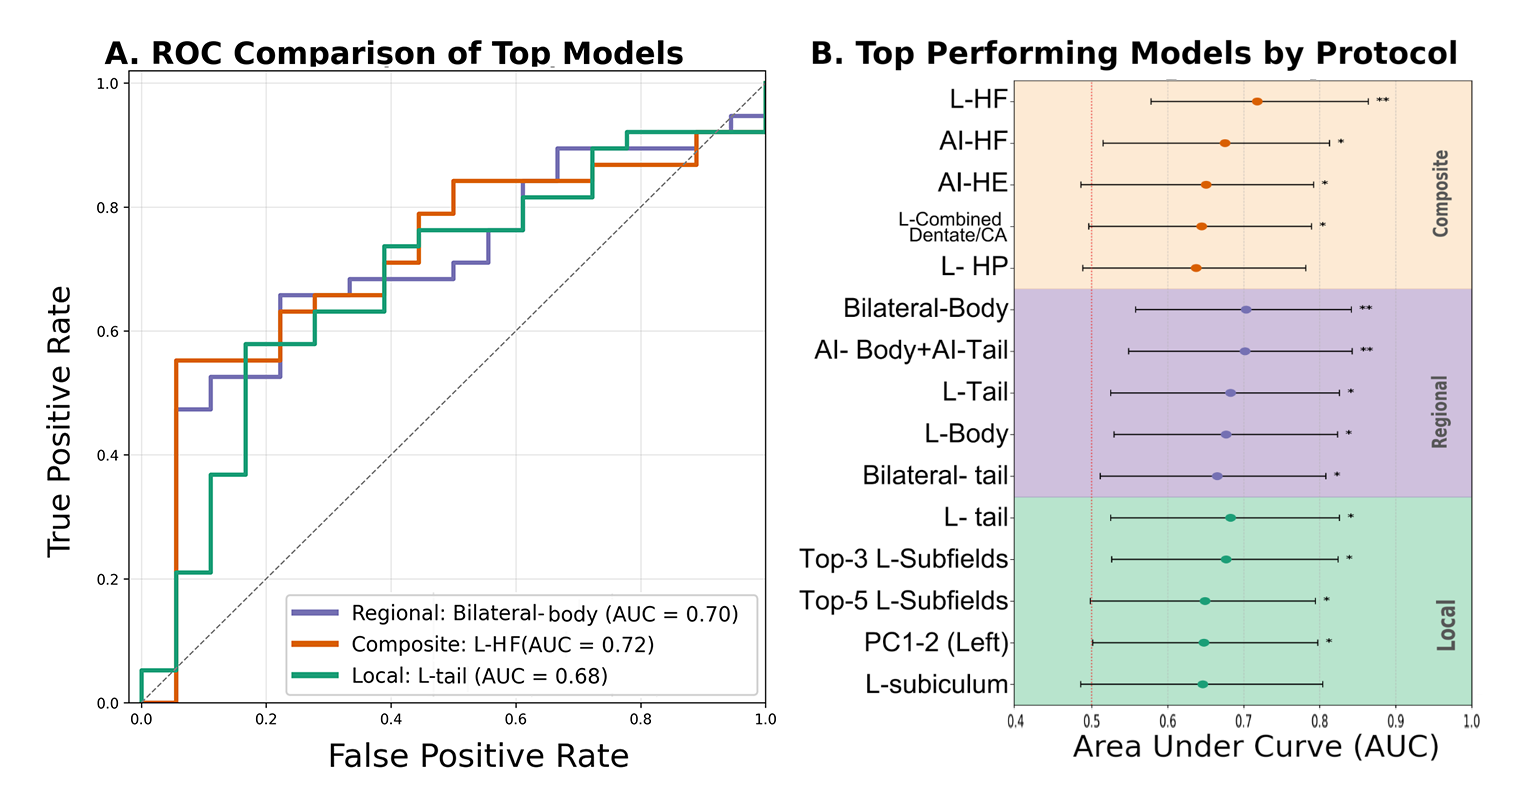 A. ROC Comparison of Top Models
1.0
0.8
0.6
0.4
0.2
0.0
True Positive Rate
0.0 0.2 0.4 0.6 0.8 1.0
False Positive Rate
Regional: Bilateral-body (AUC = 0.70)
Composite: L-HF(AUC = 0.72)
Local: L-tail (AUC = 0.68)
B. Top Performing Models by Protocol
L-HF **
AI-HF *
AI-HE *
L-Combined
Dentate/CA *
L- HP
Composite
Bilateral-Body **
AI- Body+AI-Tail **
L-Tail *
L-Body *
Bilateral- tail *
Regional
L- tail *
Top-3 L-Subfields *
Top-5 L-Subfields *
PC1-2 (Left) *
L-subiculum
Local
0.4 0.5 0.6 0.7 0.8 0.9 1.0
Area Under Curve (AUC)